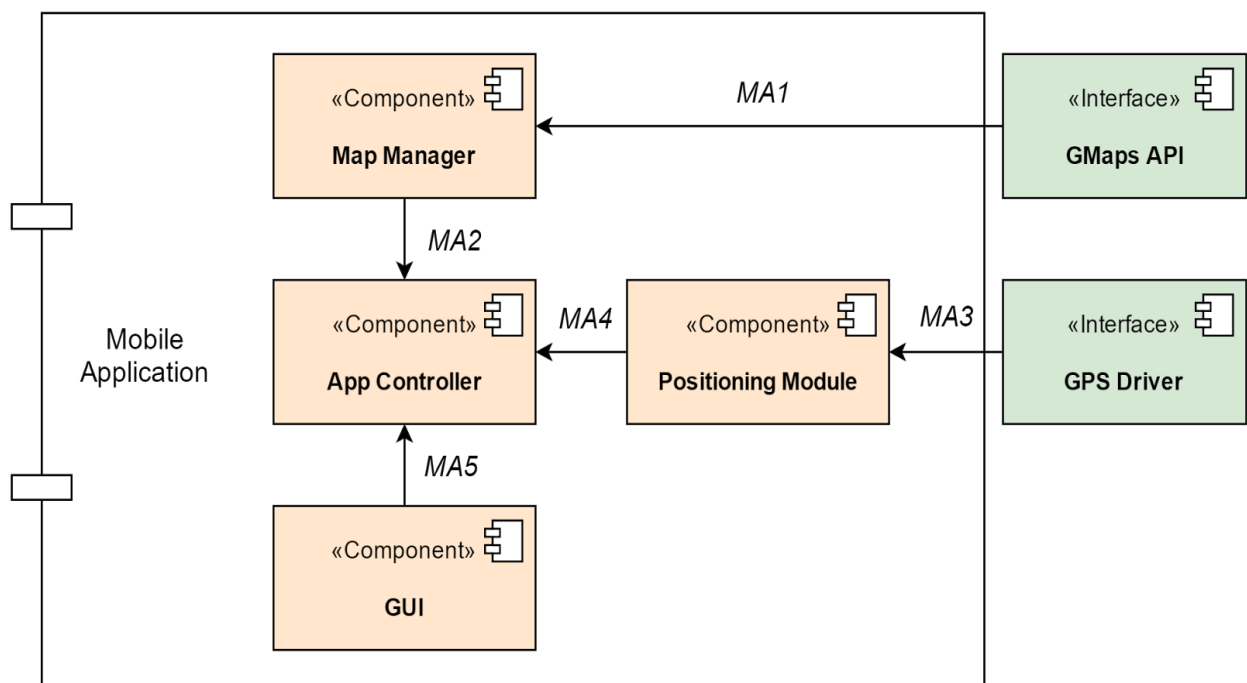 «Component»
Map Manager
MA1
«Interface»
GMaps API
MA2
Mobile
Application
«Component»
App Controller
MA4
«Component»
Positioning Module
MA3
«Interface»
GPS Driver
MA5
«Component»
GUI